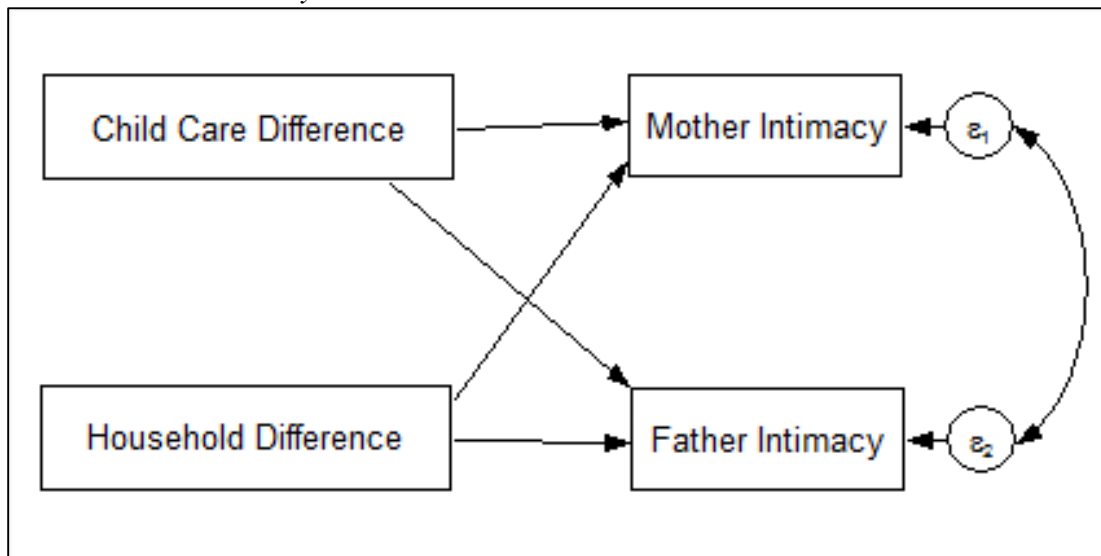 Child Care Difference
Mother Intimacy
ε₁
Household Difference
Father Intimacy
ε₂